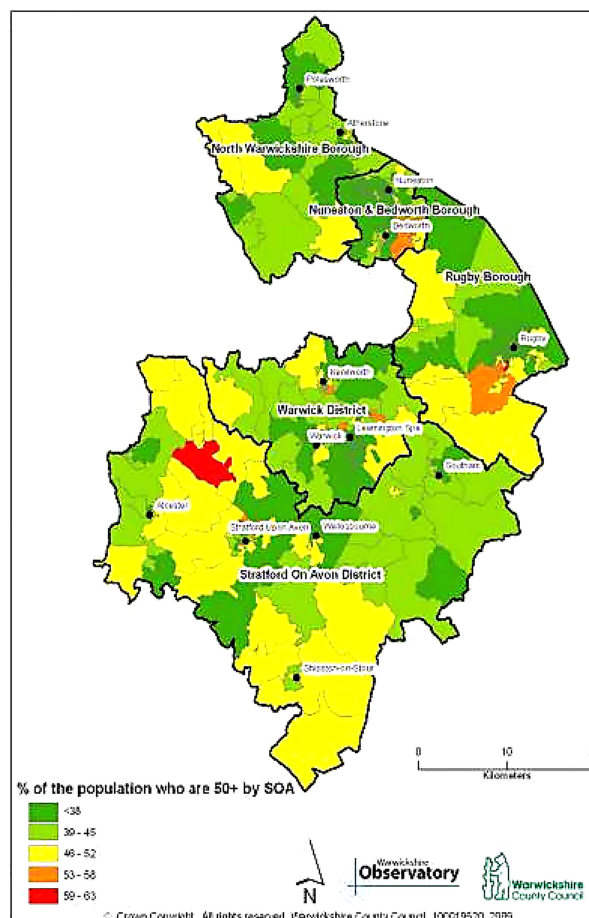 Polesworth
Atherstone
North Warwickshire Borough
Nuneaton
Nuneaton & Bedworth Borough
Bedworth
Rugby Borough
Rugby
Kenilworth
Warwick District
Leamington Spa
Warwick
Southam
Alcester
Stratford Upon Avon
Wellesbourne
Stratford On Avon District
Shipston-on-Stour
0 10
Kilometers
% of the population who are 50+ by SOA
<38
39 - 45
46 - 52
53 - 58
59 - 63
N
Warwickshire
Observatory
Warwickshire
County Council
© Crown Copyright. All rights reserved. Warwickshire County Council, 100019520, 2009